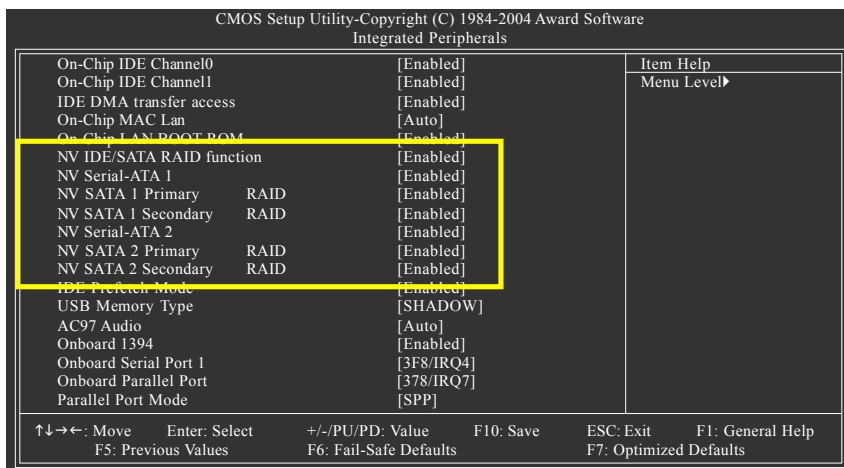 CMOS Setup Utility-Copyright (C) 1984-2004 Award Software
Integrated Peripherals
On-Chip IDE Channel0 [Enabled]
On-Chip IDE Channel1 [Enabled]
IDE DMA transfer access [Enabled]
On-Chip MAC Lan [Auto]
On-Chip LAN BOOT ROM [Enabled]
NV IDE/SATA RAID function [Enabled]
NV Serial-ATA 1 [Enabled]
NV SATA 1 Primary RAID [Enabled]
NV SATA 1 Secondary RAID [Enabled]
NV Serial-ATA 2 [Enabled]
NV SATA 2 Primary RAID [Enabled]
NV SATA 2 Secondary RAID [Enabled]
IDE Prefetch Mode [Enabled]
USB Memory Type [SHADOW]
AC97 Audio [Auto]
Onboard 1394 [Enabled]
Onboard Serial Port 1 [3F8/IRQ4]
Onboard Parallel Port [378/IRQ7]
Parallel Port Mode [SPP]
Item Help
Menu Level▶
↑↓→←: Move Enter: Select +/-/PU/PD: Value F10: Save ESC: Exit F1: General Help
F5: Previous Values F6: Fail-Safe Defaults F7: Optimized Defaults